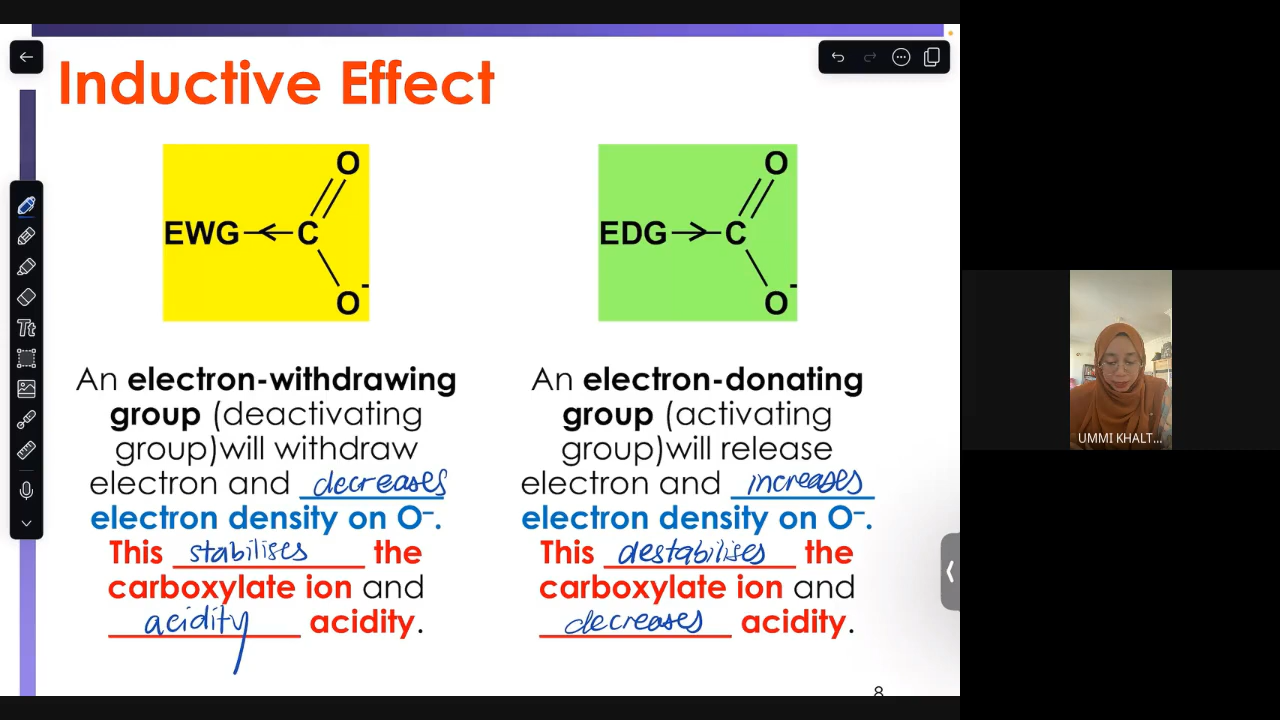 Inductive Effect
EWG C O O-
EDG C O O-
An electron-withdrawing
group (deactivating
group)will withdraw
electron and decreases
electron density on O–.
This stabilises the
carboxylate ion and
acidity acidity.
An electron-donating
group (activating
group)will release
electron and increases
electron density on O–.
This destabilises the
carboxylate ion and
decreases acidity.
8
Tt
UMMI KHALT...